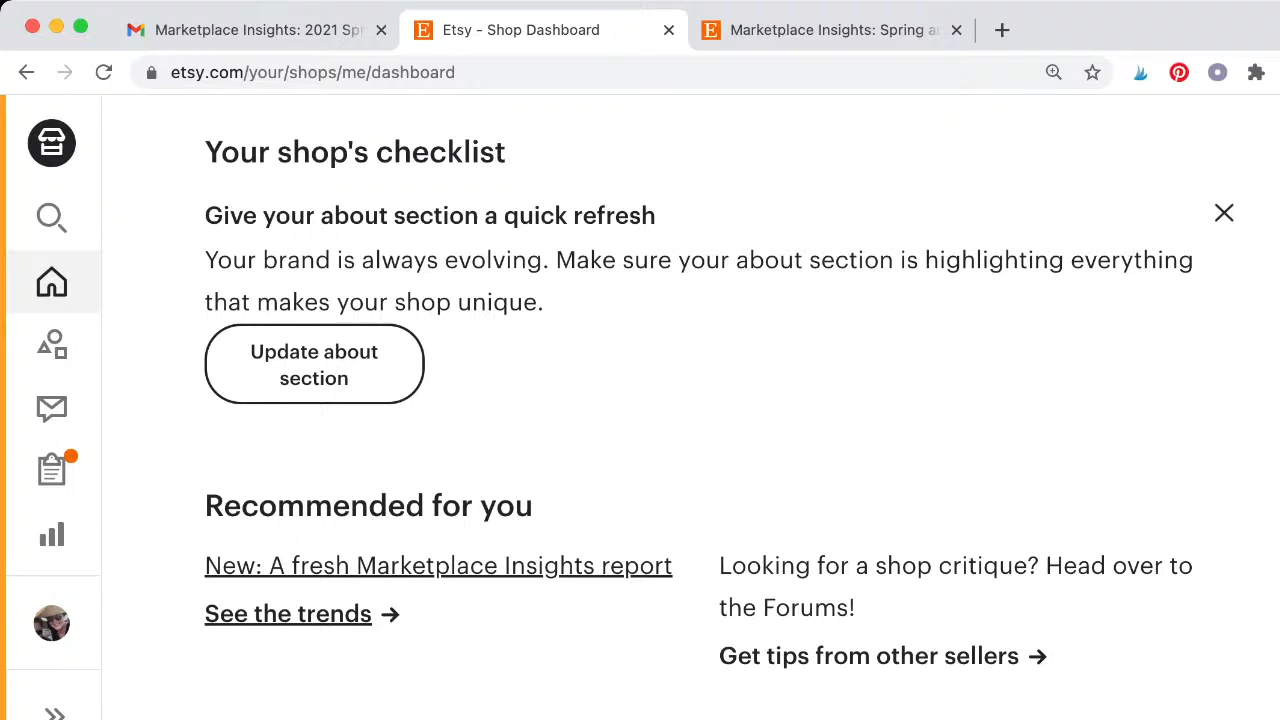 Marketplace Insights: 2021 Spr
Etsy - Shop Dashboard
Marketplace Insights: Spring a
etsy.com/your/shops/me/dashboard
Your shop's checklist
Give your about section a quick refresh
Your brand is always evolving. Make sure your about section is highlighting everything
that makes your shop unique.
Update about
section
Recommended for you
New: A fresh Marketplace Insights report
See the trends →
Looking for a shop critique? Head over to
the Forums!
Get tips from other sellers →